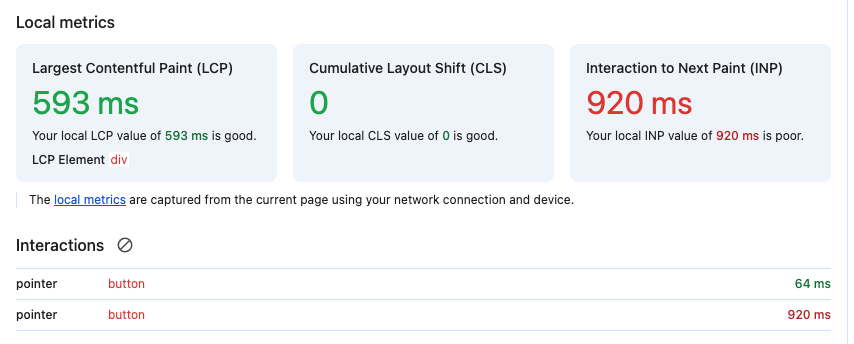 Local metrics
Largest Contentful Paint (LCP)
593 ms
Your local LCP value of 593 ms is good.
LCP Element div
Cumulative Layout Shift (CLS)
0
Your local CLS value of 0 is good.
Interaction to Next Paint (INP)
920 ms
Your local INP value of 920 ms is poor.
The local metrics are captured from the current page using your network connection and device.
Interactions
pointer button 64 ms
pointer button 920 ms